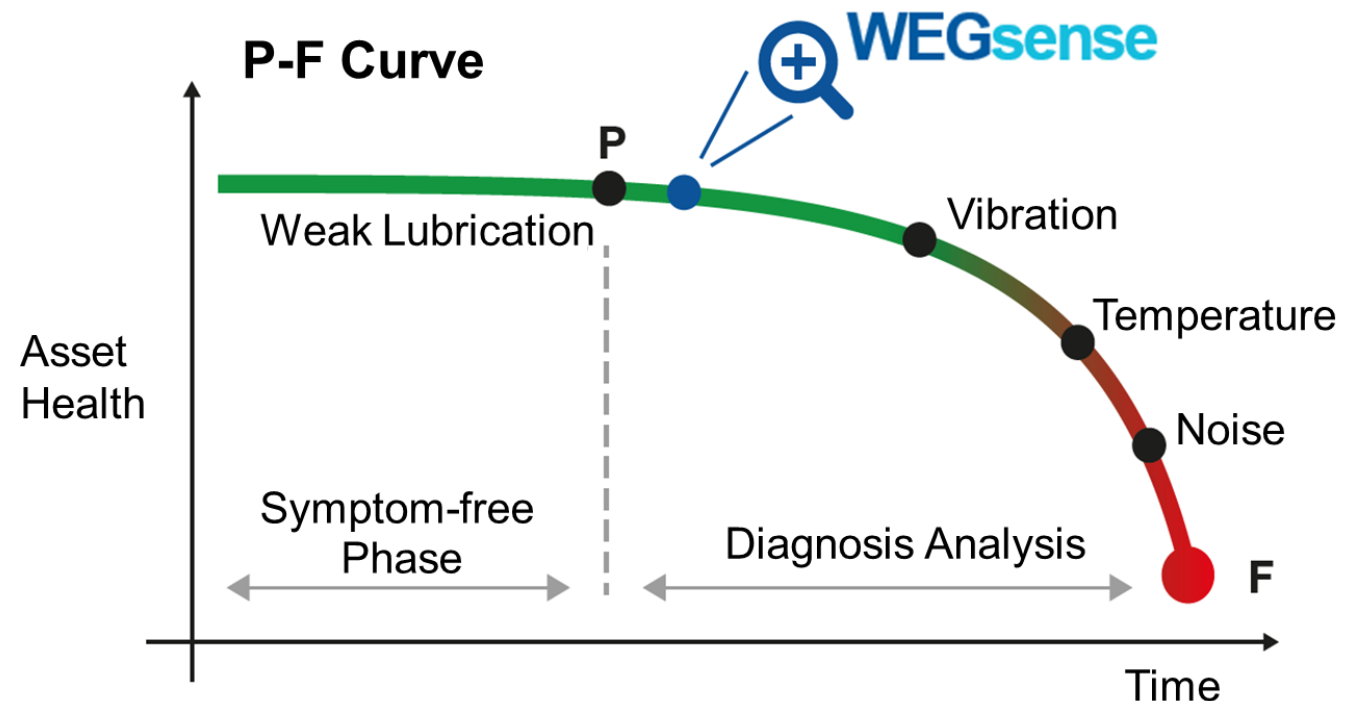 WEGsense
P-F Curve
P
Vibration
Weak Lubrication
Temperature
Asset
Health
Noise
Symptom-free
Phase
Diagnosis Analysis
F
Time